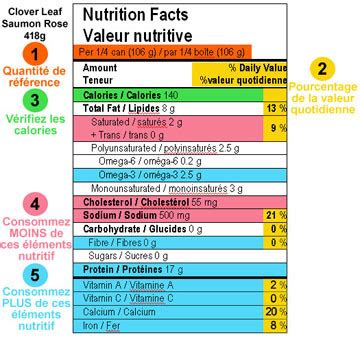 Clover Leaf
Saumon Rose
418g
1
Quantité de
référence
3
Vérifiez les
calories
4
Consommez
MOINS de
ces éléments
nutritif
5
Consommez
PLUS de ces
éléments
nutritif
Nutrition Facts
Valeur nutritive
Per 1/4 can (106 g) / par 1/4 boîte (106 g)
Amount % Daily Value
Teneur %valeur quotidienne
Calories / Calories 140
Total Fat / Lipides 8 g 13 %
Saturated / saturés 2 g
+ Trans / trans 0 g 9 %
Polyunsaturated / polyinsaturés 2.5 g
Omega-6 / oméga-6 0.2 g
Omega-3 / oméga-3 2.5 g
Monounsaturated / monoinsaturés 3 g
Cholesterol / Cholestérol 55 mg
Sodium / Sodium 500 mg 21 %
Carbohydrate / Glucides 0 g 0 %
Fibre / Fibres 0 g 0 %
Sugars / Sucres 0 g
Protein / Protéines 17 g
Vitamin A / Vitamine A 2 %
Vitamin C / Vitamine C 0 %
Calcium / Calcium 20 %
Iron / Fer 8 %
2
Pourcentage
de la valeur
quotidienne